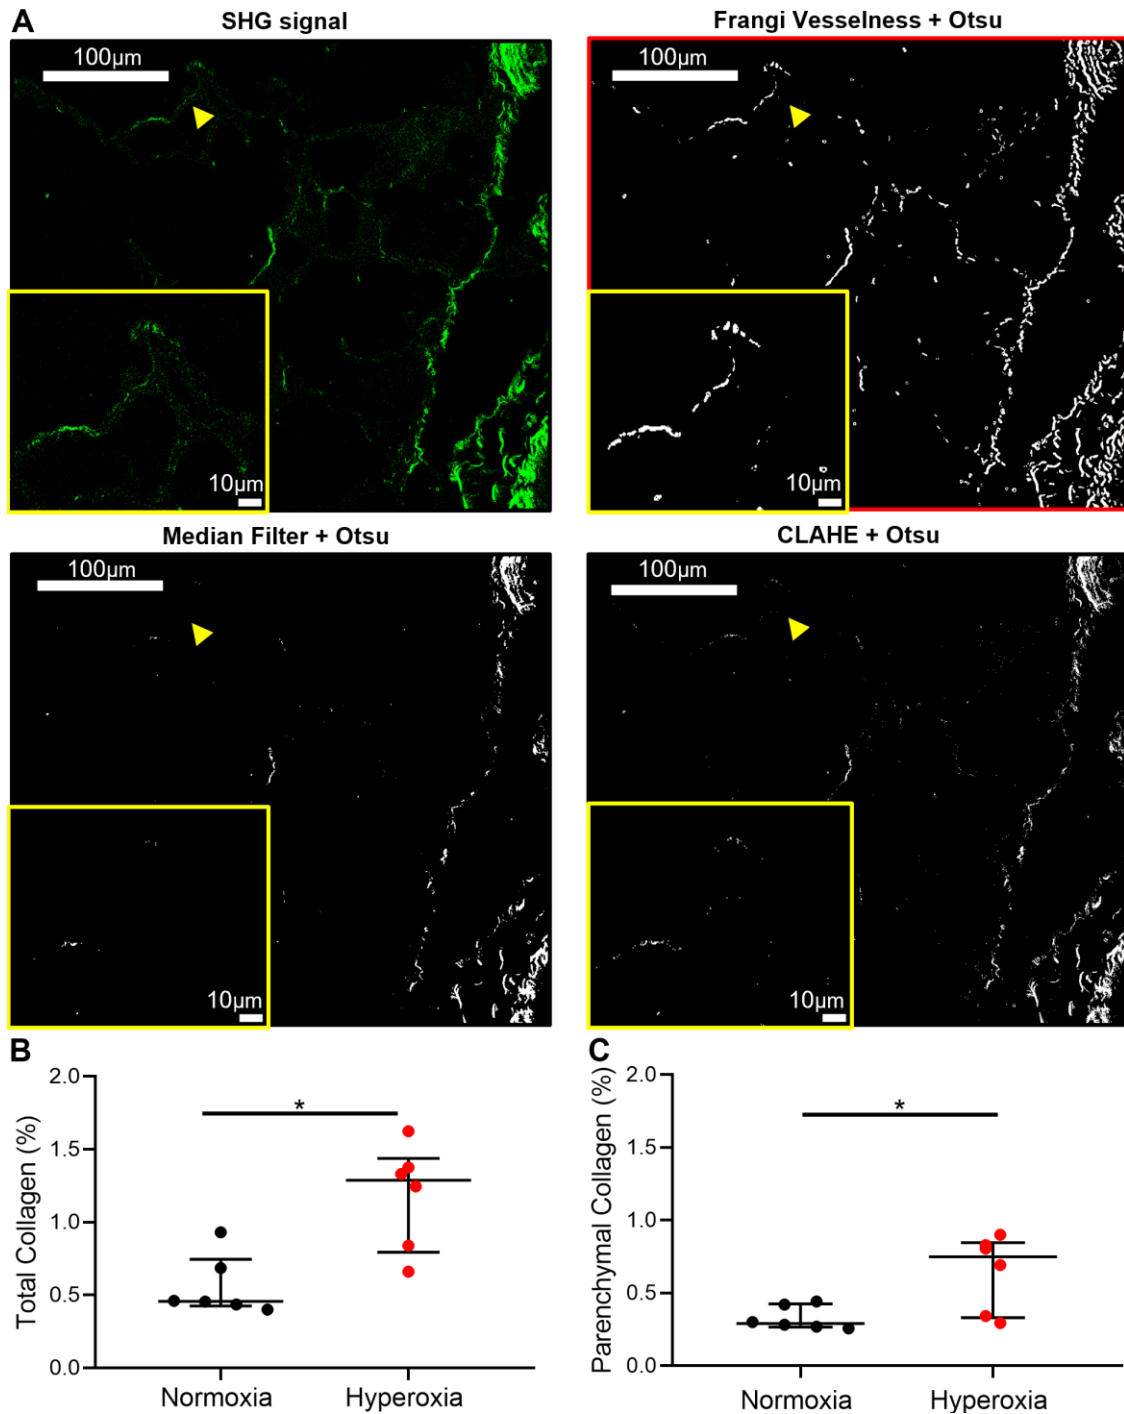 A
SHG signal
Frangi Vesselness + Otsu
100µm
100µm
10µm
10µm
Median Filter + Otsu
CLAHE + Otsu
100µm
100µm
10µm
10µm
B
C
2.0
1.5
1.0
0.5
0.0
Total Collagen (%)
*
Normoxia
Hyperoxia
2.0
1.5
1.0
0.5
0.0
Parenchymal Collagen (%)
*
Normoxia
Hyperoxia